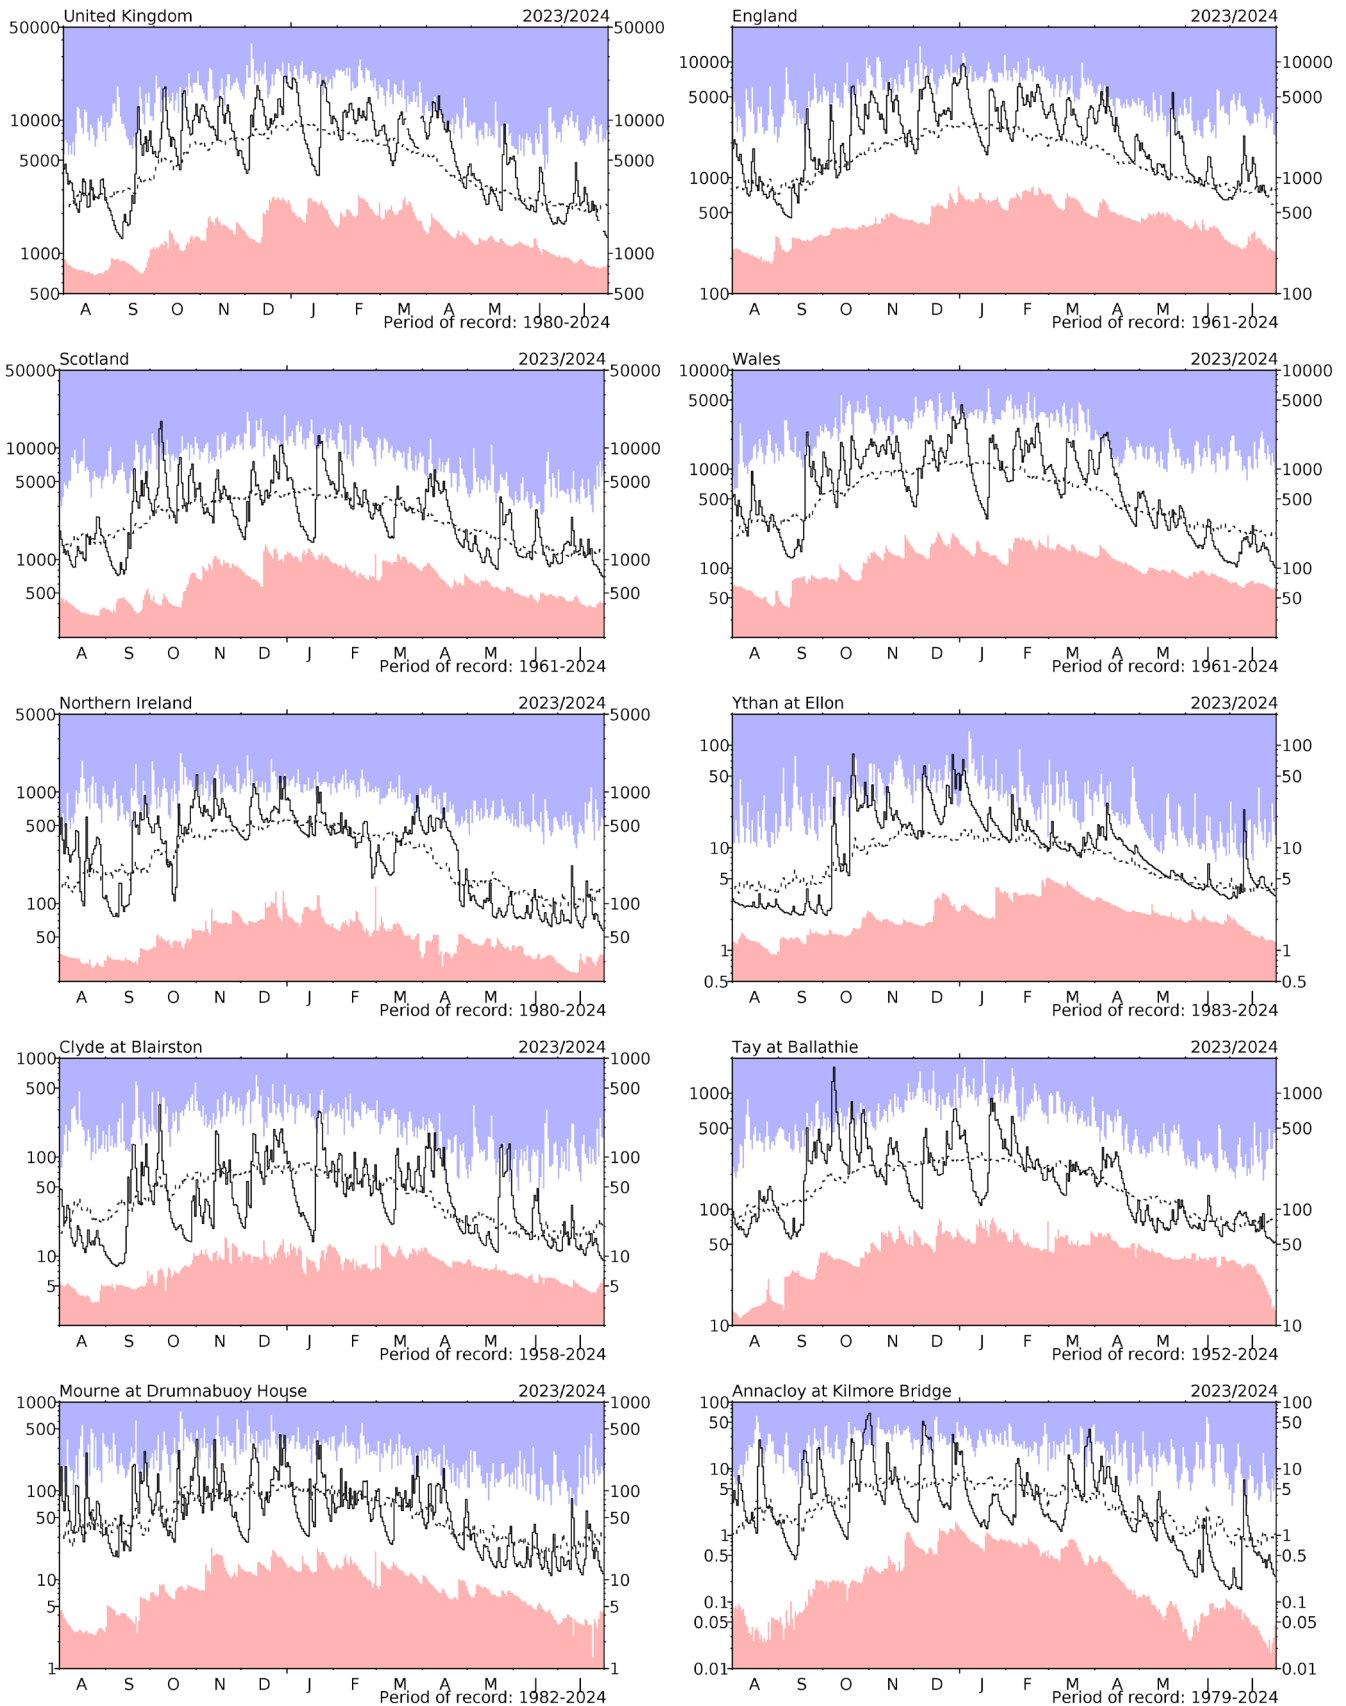 United Kingdom 2023/2024
50000 50000
10000 10000
5000 5000
1000 1000
500 500
A S O N D J F M A M J J
Period of record: 1980-2024
England 2023/2024
10000 10000
5000 5000
1000 1000
500 500
100 100
A S O N D J F M A M J J
Period of record: 1961-2024
Scotland 2023/2024
50000 50000
10000 10000
5000 5000
1000 1000
500 500
A S O N D J F M A M J J
Period of record: 1961-2024
Wales 2023/2024
10000 10000
5000 5000
1000 1000
500 500
100 100
50 50
A S O N D J F M A M J J
Period of record: 1961-2024
Northern Ireland 2023/2024
5000 5000
1000 1000
500 500
100 100
50 50
A S O N D J F M A M J J
Period of record: 1980-2024
Ythan at Ellon 2023/2024
100 100
50 50
10 10
5 5
1 1
0.5 0.5
A S O N D J F M A M J J
Period of record: 1983-2024
Clyde at Blairston 2023/2024
1000 1000
500 500
100 100
50 50
10 10
5 5
A S O N D J F M A M J J
Period of record: 1958-2024
Tay at Ballathie 2023/2024
1000 1000
500 500
100 100
50 50
10 10
A S O N D J F M A M J J
Period of record: 1952-2024
Mourne at Drumnabuoy House 2023/2024
1000 1000
500 500
100 100
50 50
10 10
5 5
1 1
A S O N D J F M A M J J
Period of record: 1982-2024
Annacloy at Kilmore Bridge 2023/2024
100 100
50 50
10 10
5 5
1 1
0.5 0.5
0.1 0.1
0.05 0.05
0.01 0.01
A S O N D J F M A M J J
Period of record: 1979-2024